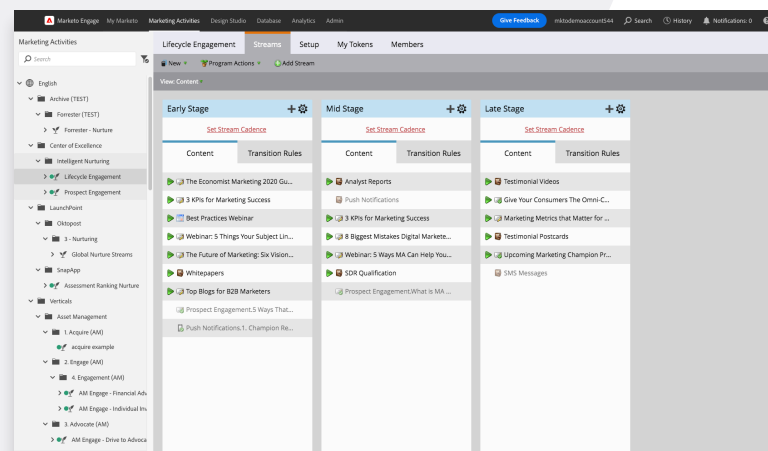 Marketo Engage My Marketo Marketing Activities Design Studio Database Analytics Admin Give Feedback mktodemoaccount544 Search History Notifications: 0
Marketing Activities
Search
English
Archive (TEST)
Forrester (TEST)
Forrester - Nurture
Center of Excellence
Intelligent Nurturing
Lifecycle Engagement
Prospect Engagement
LaunchPoint
Oktopost
3 - Nurturing
Global Nurture Streams
SnapApp
Assessment Ranking Nurture
Verticals
Asset Management
1. Acquire (AM)
acquire example
2. Engage (AM)
4. Engagement (AM)
AM Engage - Financial Adv
AM Engage - Individual Inv
3. Advocate (AM)
AM Engage - Drive to Advoca
Lifecycle Engagement Streams Setup My Tokens Members
New Program Actions Add Stream
View: Content
Early Stage
Set Stream Cadence
Content Transition Rules
The Economist Marketing 2020 Gu...
3 KPIs for Marketing Success
Best Practices Webinar
Webinar: 5 Things Your Subject Lin...
The Future of Marketing: Six Vision...
Whitepapers
Top Blogs for B2B Marketers
Prospect Engagement.5 Ways That...
Push Notifications.1. Champion Re...
Mid Stage
Set Stream Cadence
Content Transition Rules
Analyst Reports
Push Notifications
3 KPIs for Marketing Success
8 Biggest Mistakes Digital Markete...
Webinar: 5 Ways MA Can Help You...
SDR Qualification
Prospect Engagement.What is MA ...
Late Stage
Set Stream Cadence
Content Transition Rules
Testimonial Videos
Give Your Consumers The Omni-C...
Marketing Metrics that Matter for ...
Testimonial Postcards
Upcoming Marketing Champion Pr...
SMS Messages